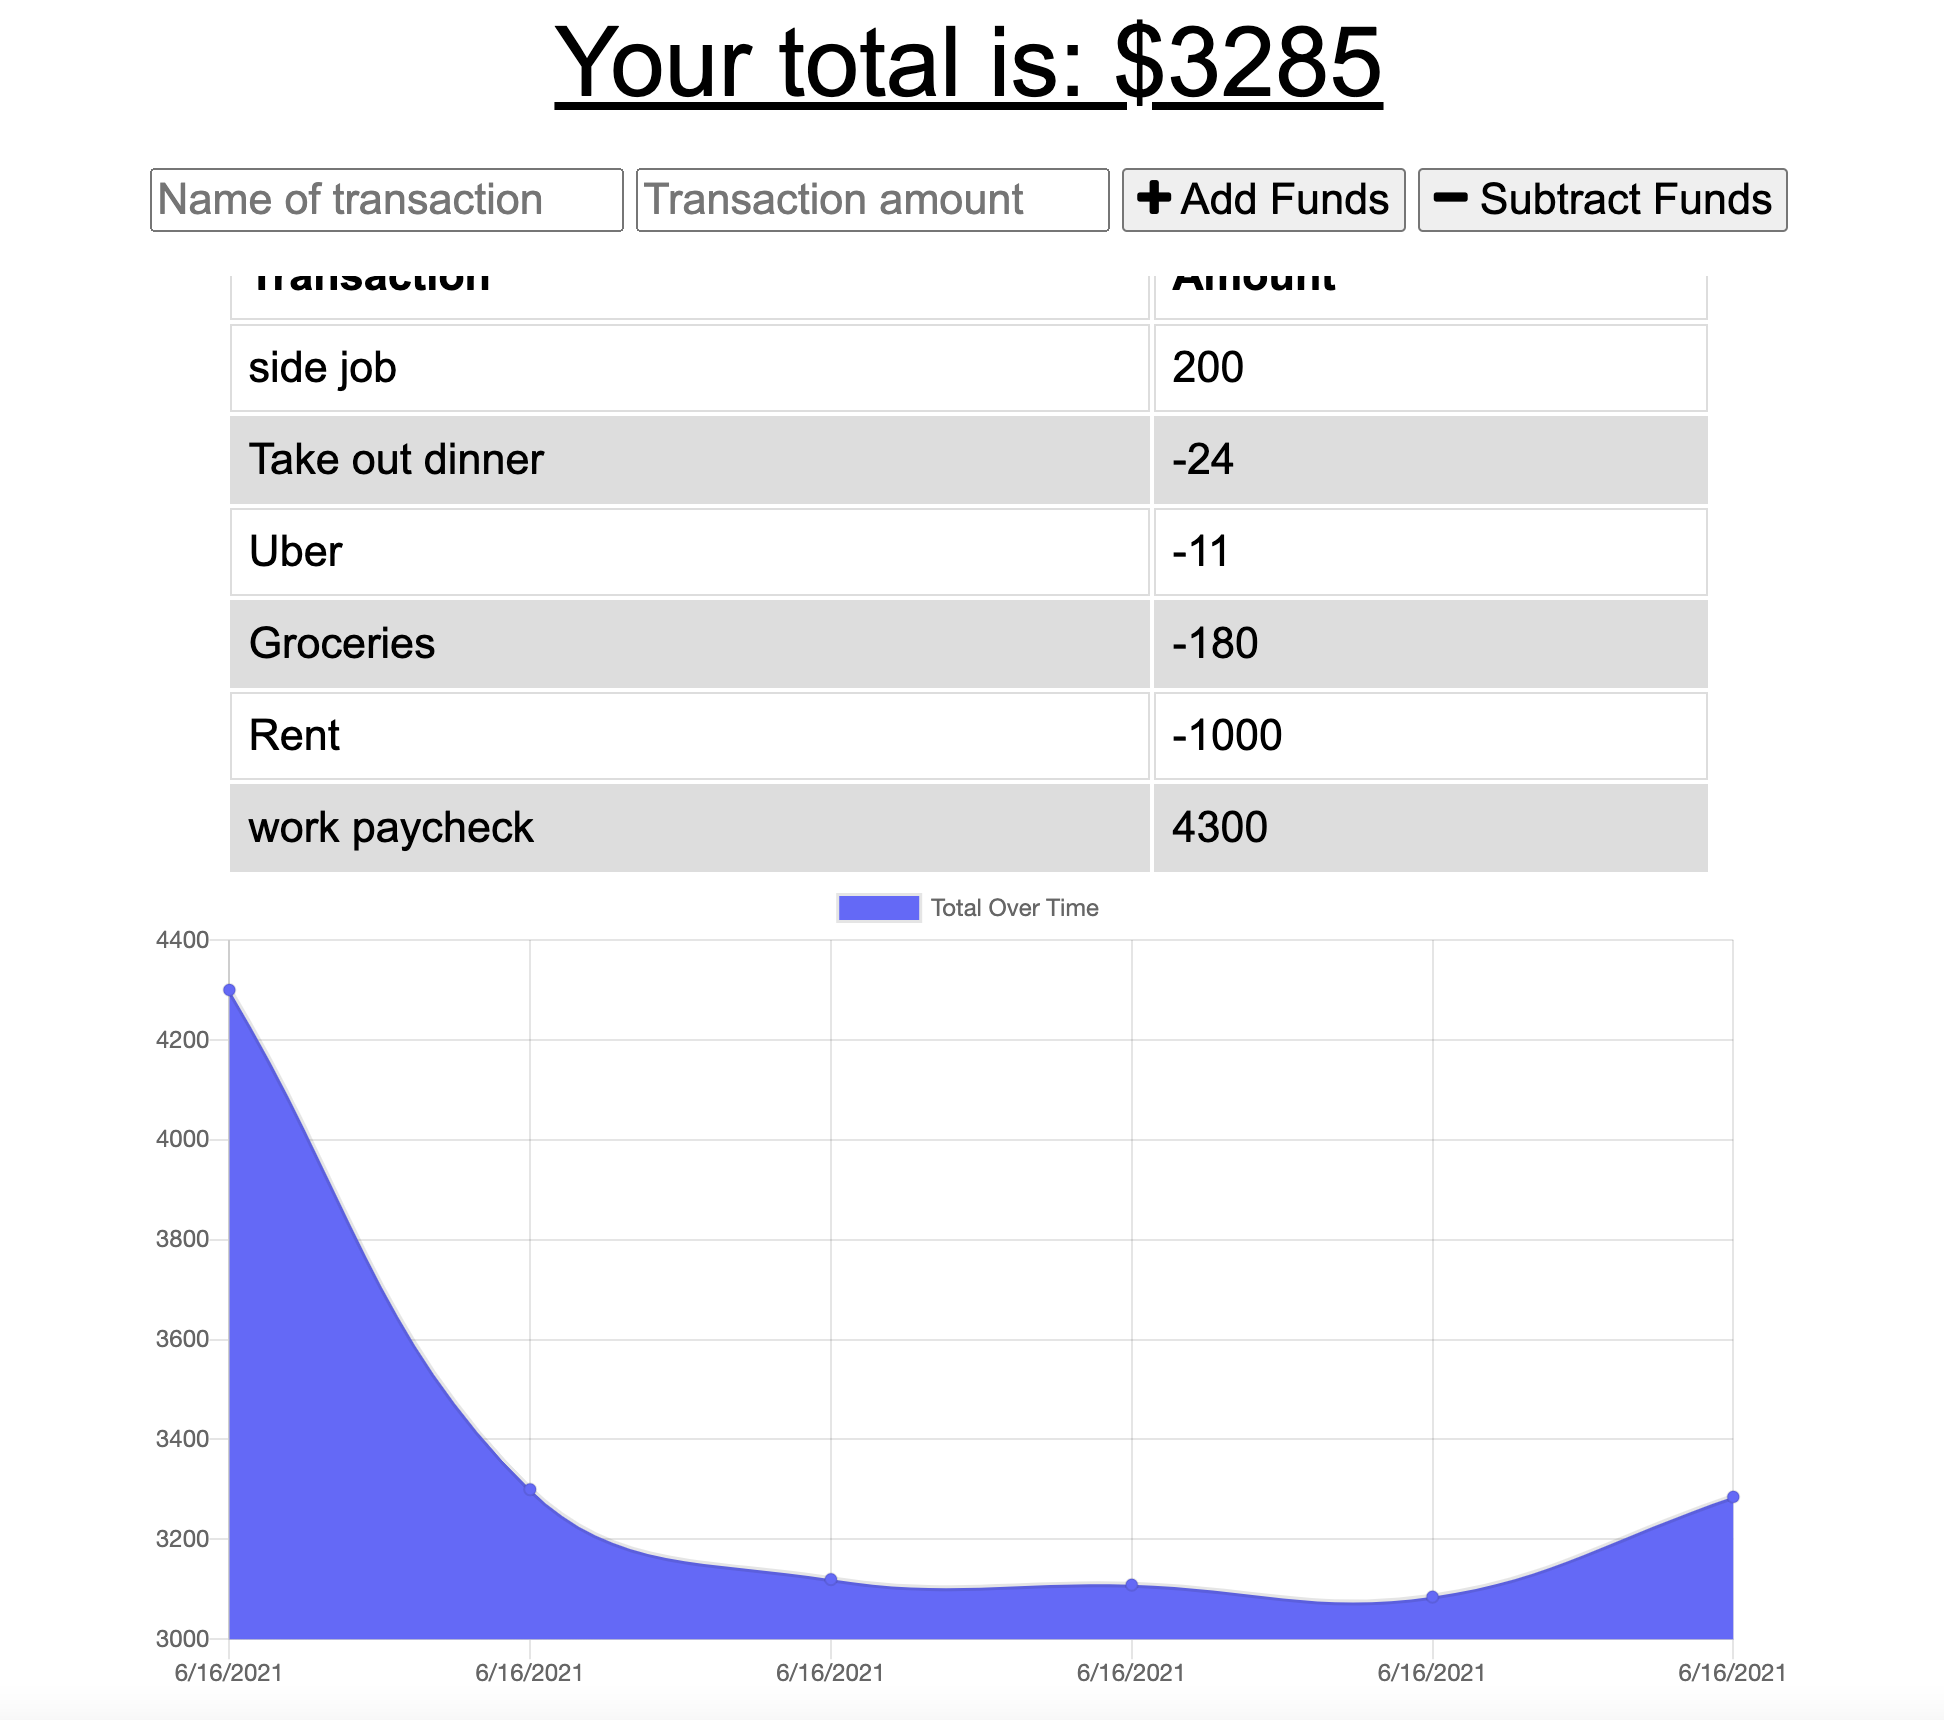 Your total is: $3285
Name of transaction Transaction amount + Add Funds − Subtract Funds
Transaction Amount
side job 200
Take out dinner -24
Uber -11
Groceries -180
Rent -1000
work paycheck 4300
Total Over Time
4400
4200
4000
3800
3600
3400
3200
3000
6/16/2021 6/16/2021 6/16/2021 6/16/2021 6/16/2021 6/16/2021